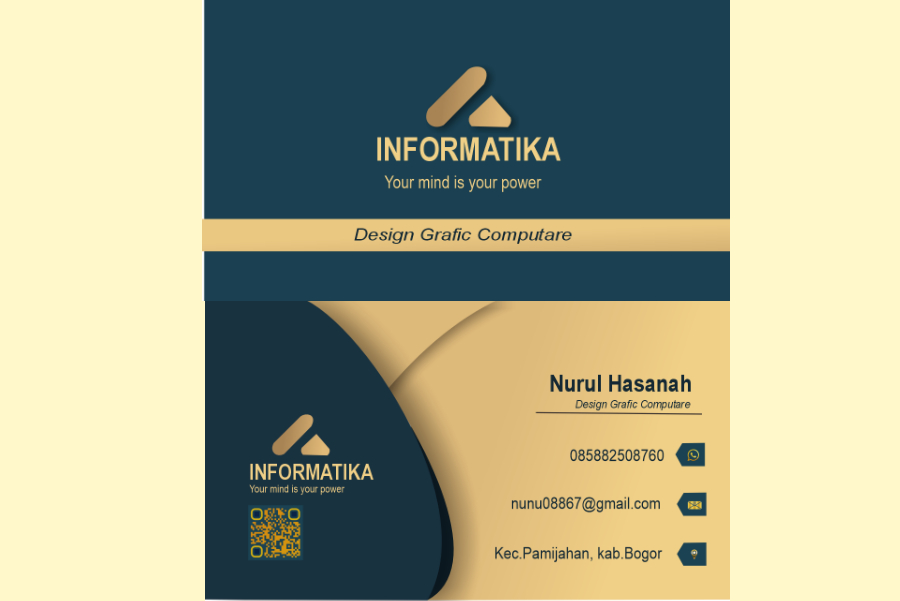 INFORMATIKA
Your mind is your power
Design Grafic Computare
Nurul Hasanah
Design Grafic Computare
085882508760
nunu08867@gmail.com
Kec.Pamijahan, kab.Bogor
INFORMATIKA
Your mind is your power